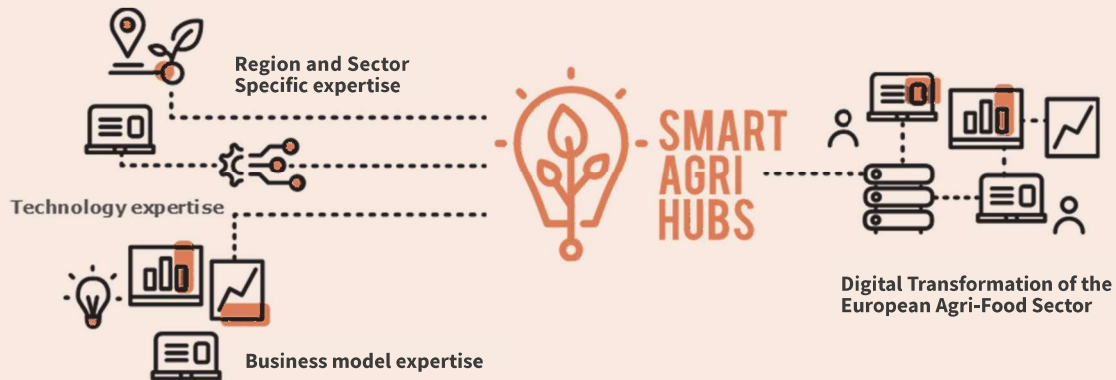 Region and Sector
Specific expertise
Technology expertise
Business model expertise
SMART
AGRI
HUBS
Digital Transformation of the
European Agri-Food Sector